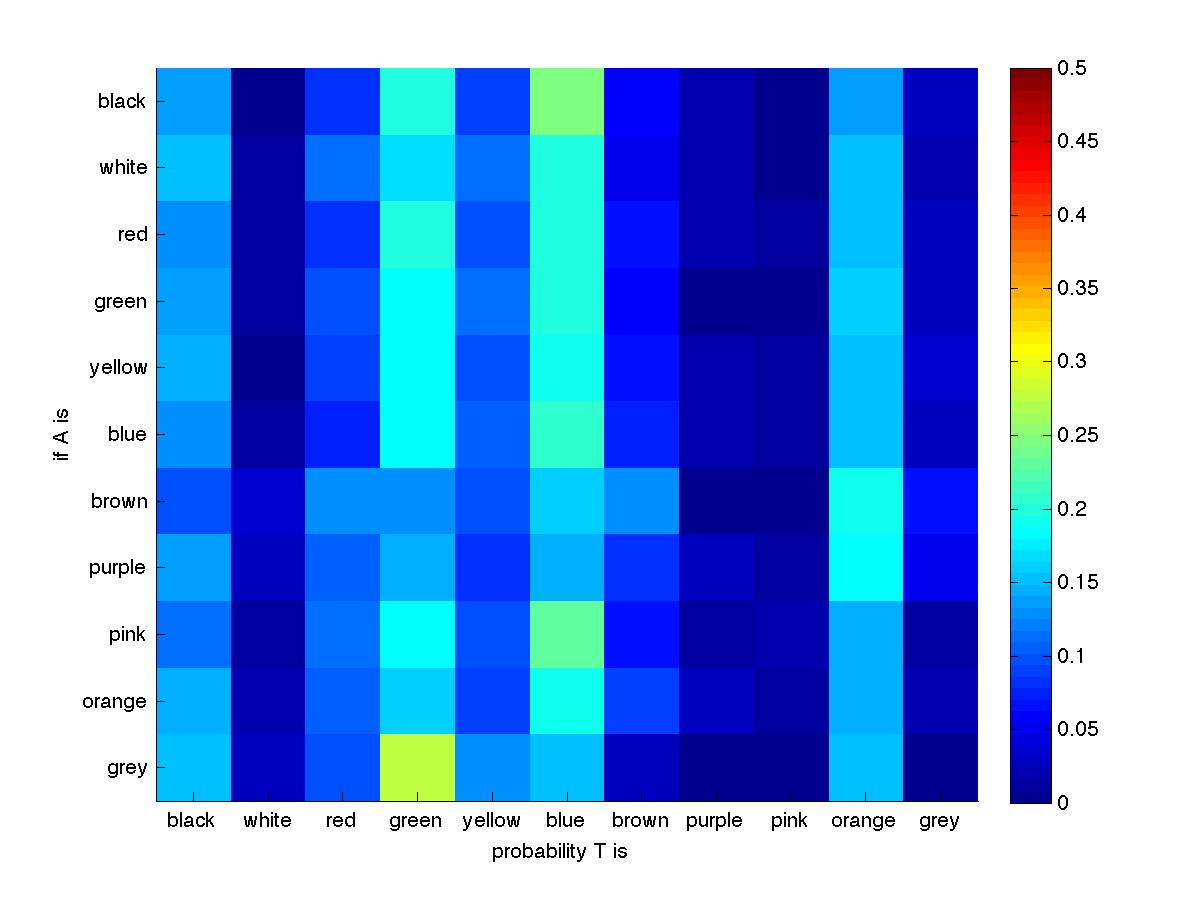 black
white
red
green
yellow
blue
brown
purple
pink
orange
grey
if A is
black white red green yellow blue brown purple pink orange grey
probability T is
0.5
0.45
0.4
0.35
0.3
0.25
0.2
0.15
0.1
0.05
0